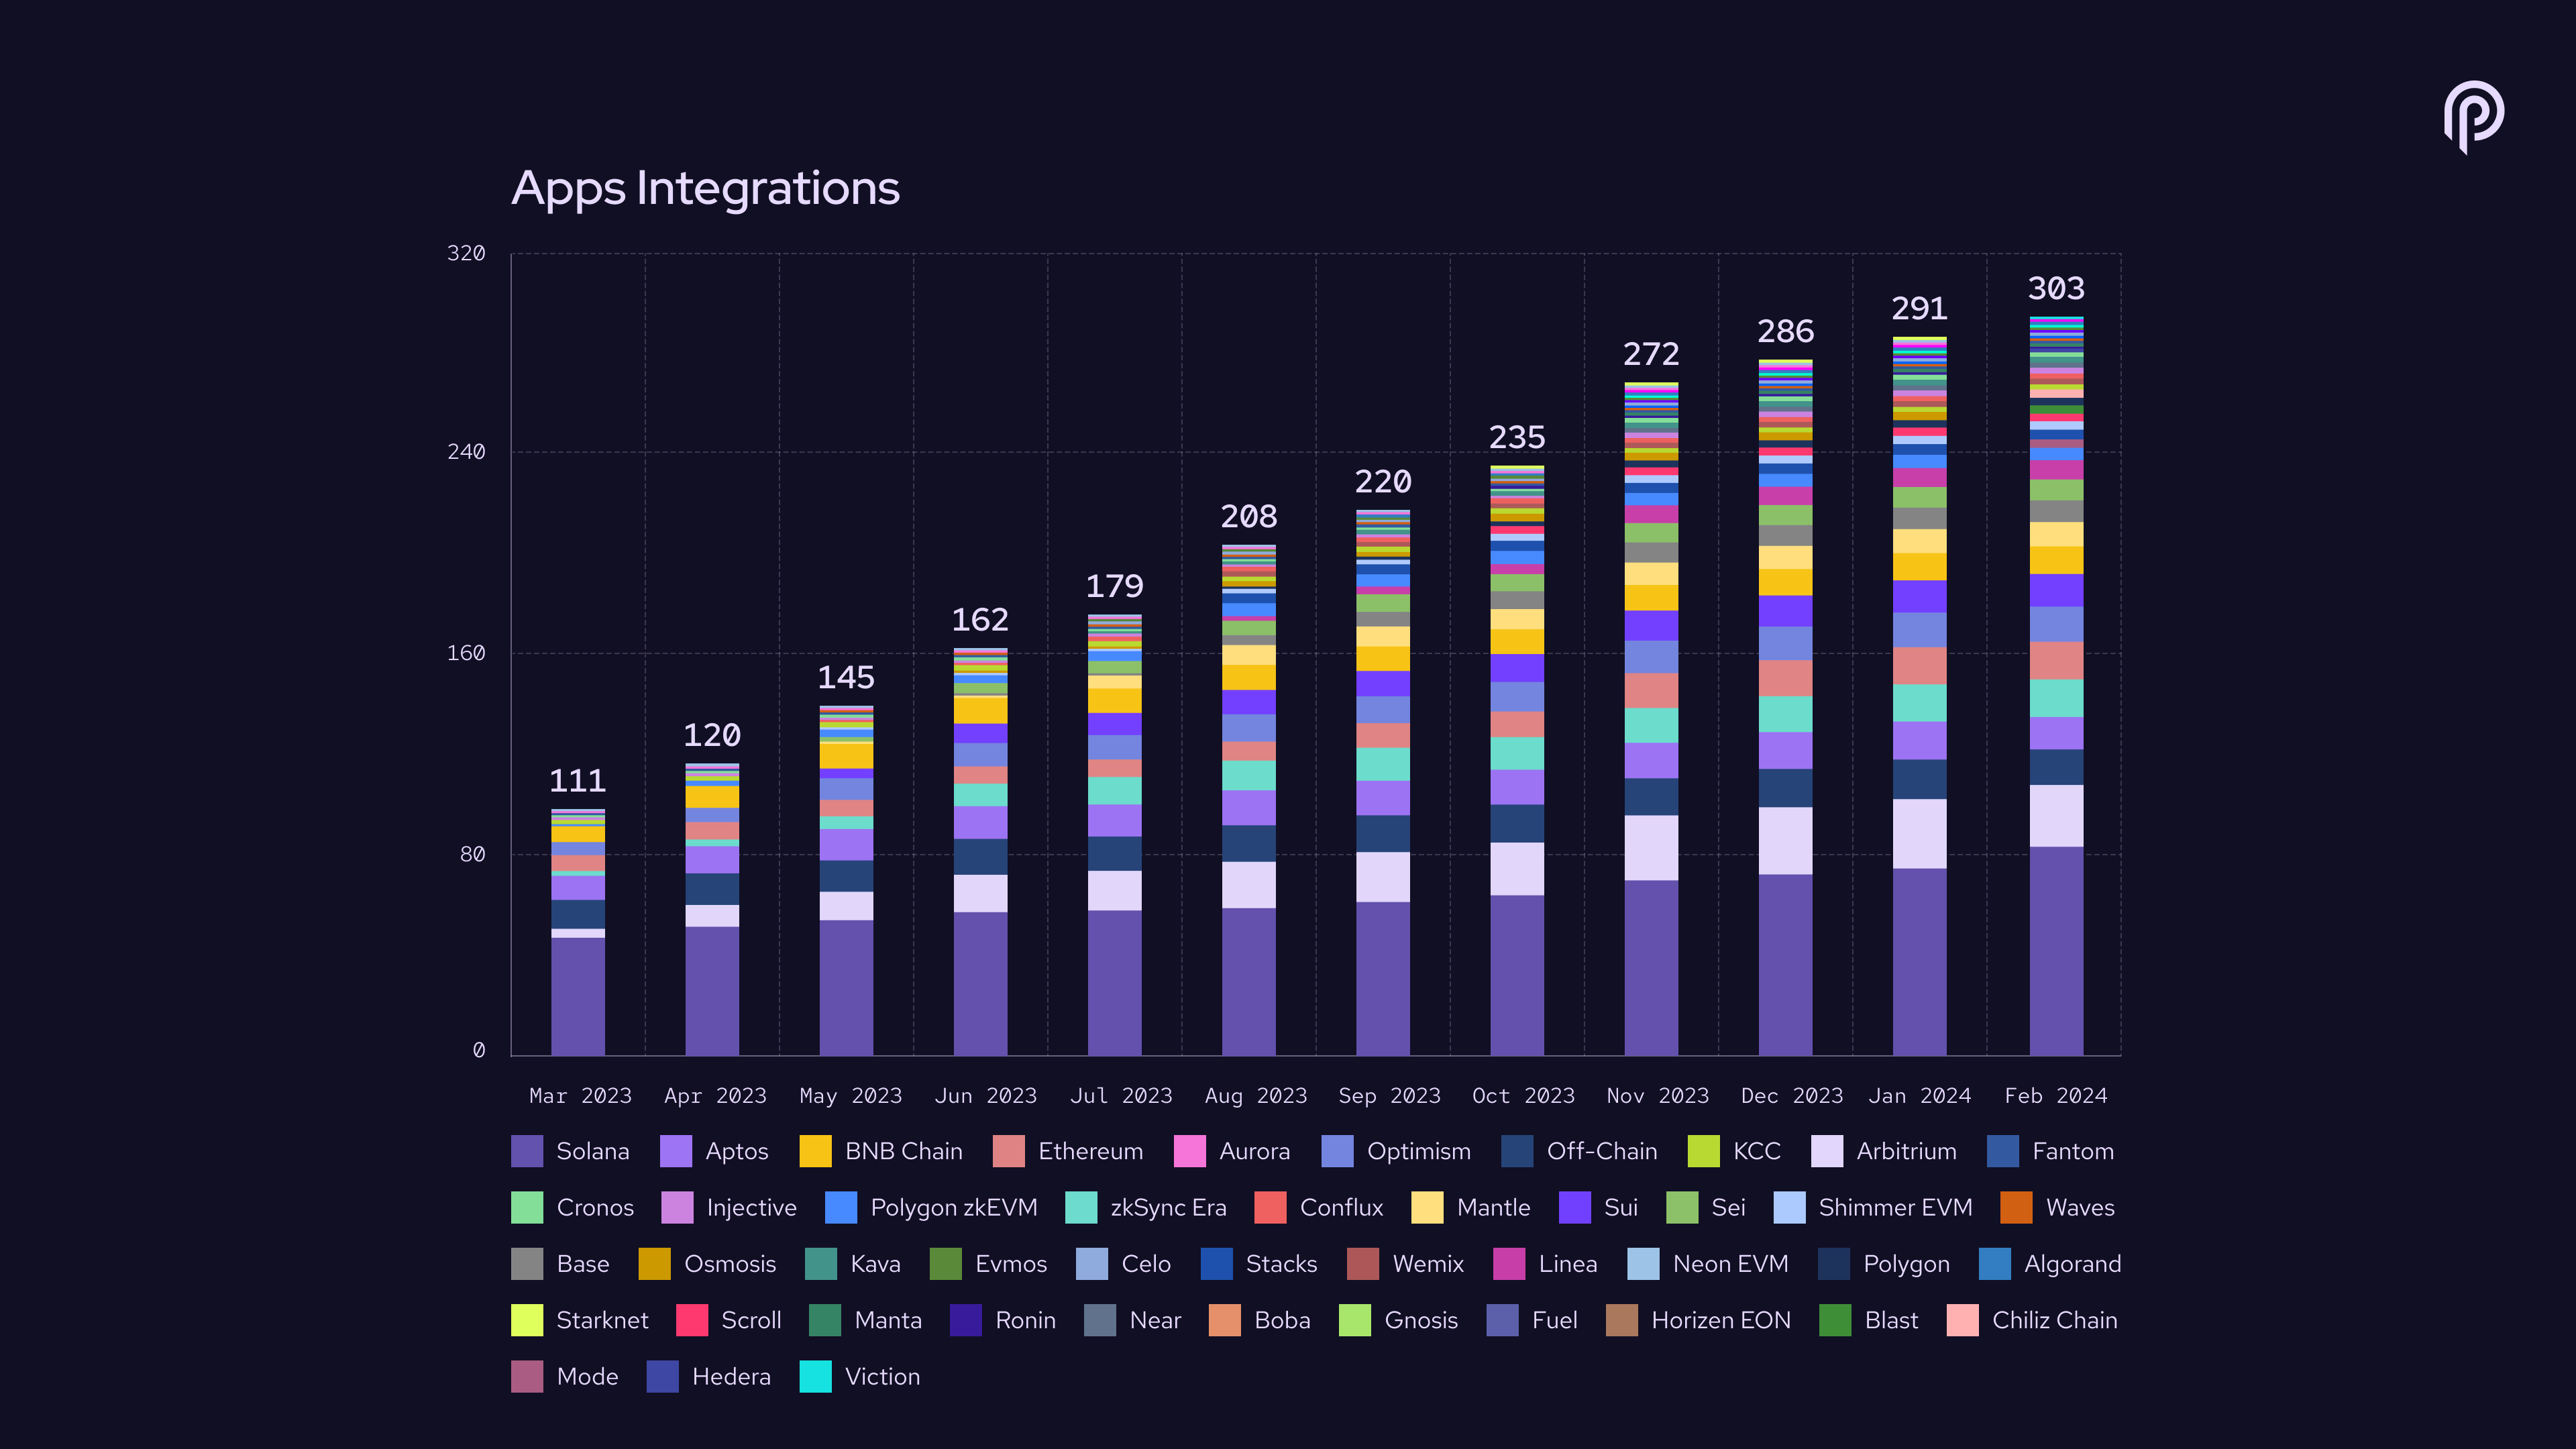 Apps Integrations
320
303
291
286
272
240
235
220
208
179
162
160
145
120
111
80
0
Mar 2023 Apr 2023 May 2023 Jun 2023 Jul 2023 Aug 2023 Sep 2023 Oct 2023 Nov 2023 Dec 2023 Jan 2024 Feb 2024
Solana Aptos BNB Chain Ethereum Aurora Optimism Off-Chain KCC Arbitrium Fantom
Cronos Injective Polygon zkEVM zkSync Era Conflux Mantle Sui Sei Shimmer EVM Waves
Base Osmosis Kava Evmos Celo Stacks Wemix Linea Neon EVM Polygon Algorand
Starknet Scroll Manta Ronin Near Boba Gnosis Fuel Horizen EON Blast Chiliz Chain
Mode Hedera Viction